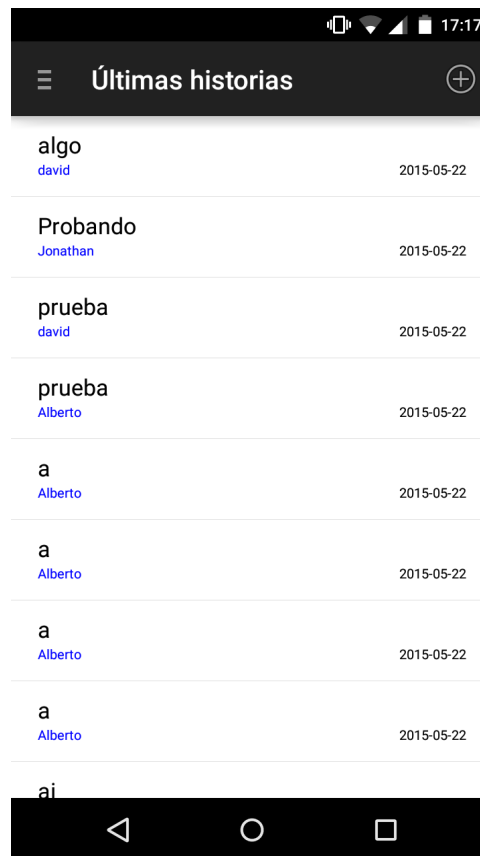 17:17
Últimas historias
algo
david
2015-05-22
Probando
Jonathan
2015-05-22
prueba
david
2015-05-22
prueba
Alberto
2015-05-22
a
Alberto
2015-05-22
a
Alberto
2015-05-22
a
Alberto
2015-05-22
a
Alberto
2015-05-22